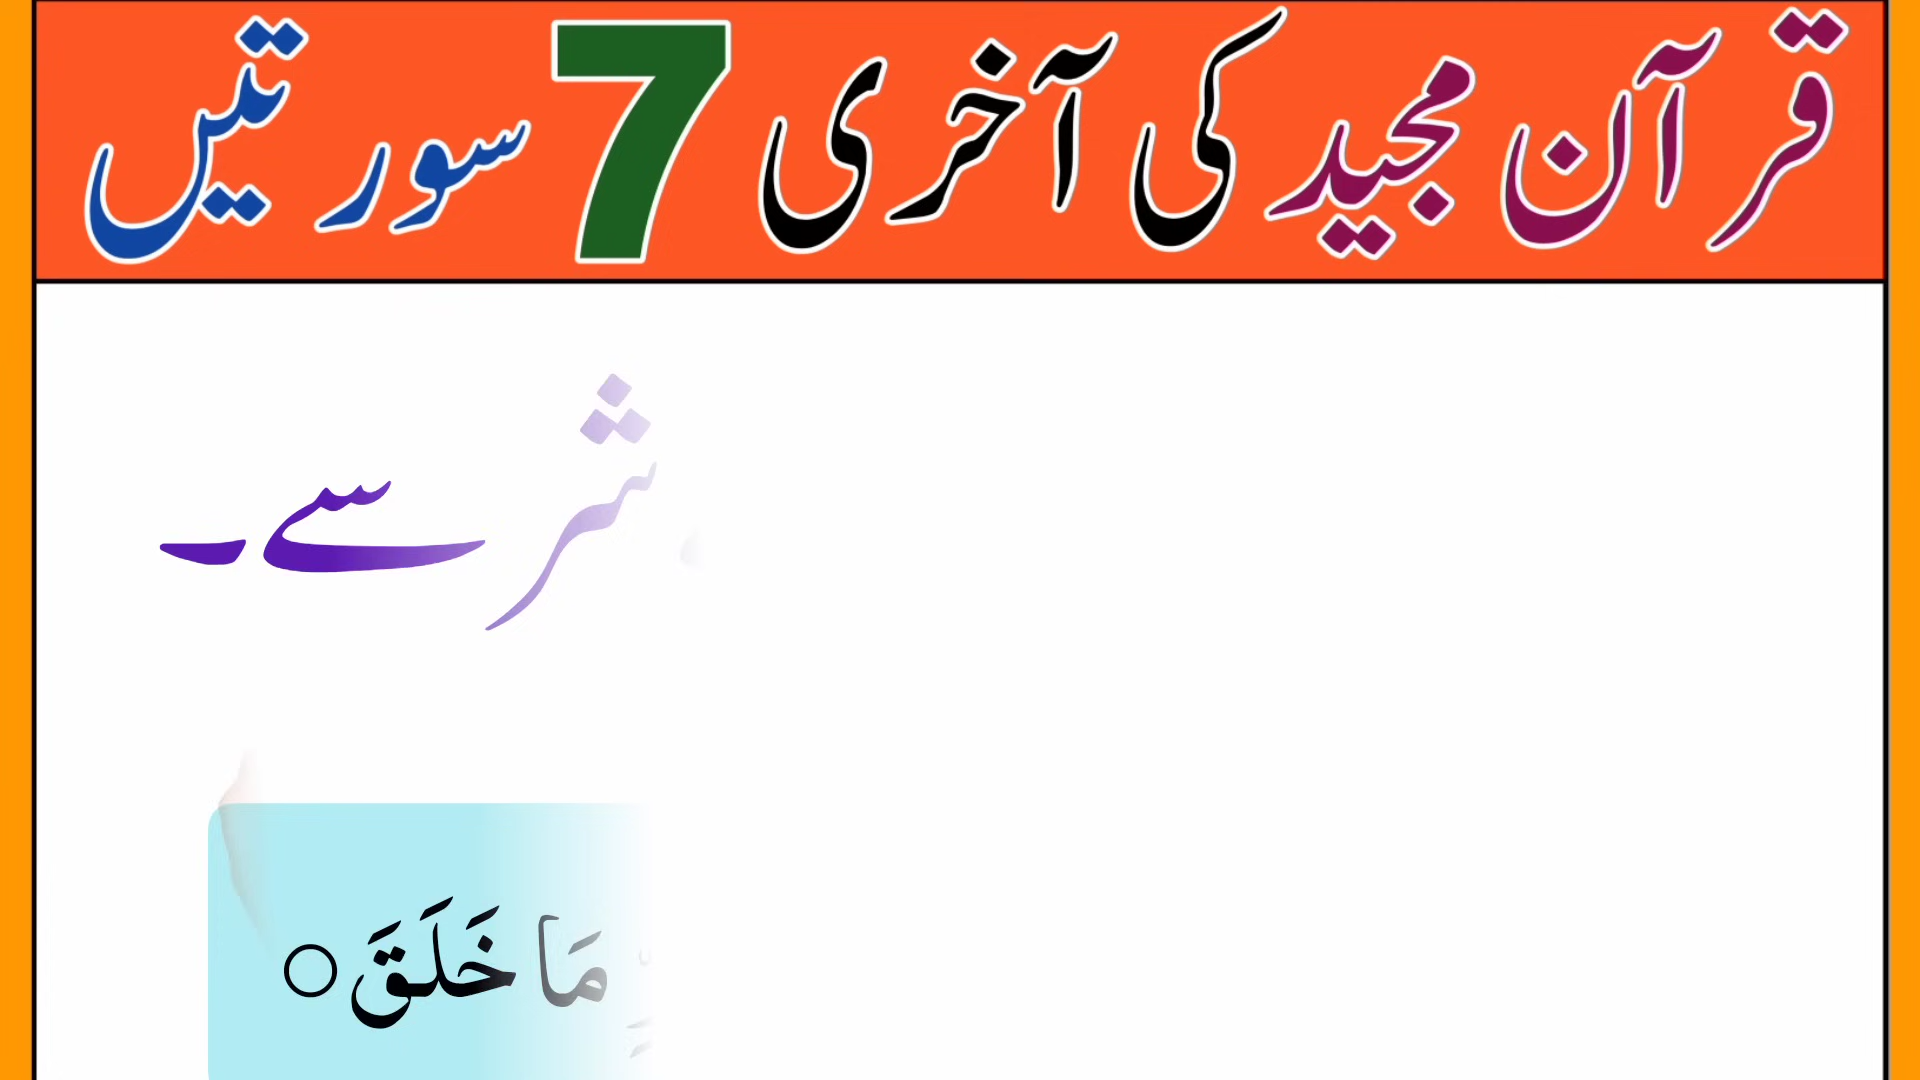 قرآن مجید کی آخری 7 سورتیں
شر سے۔
مَا خَلَقَ ○